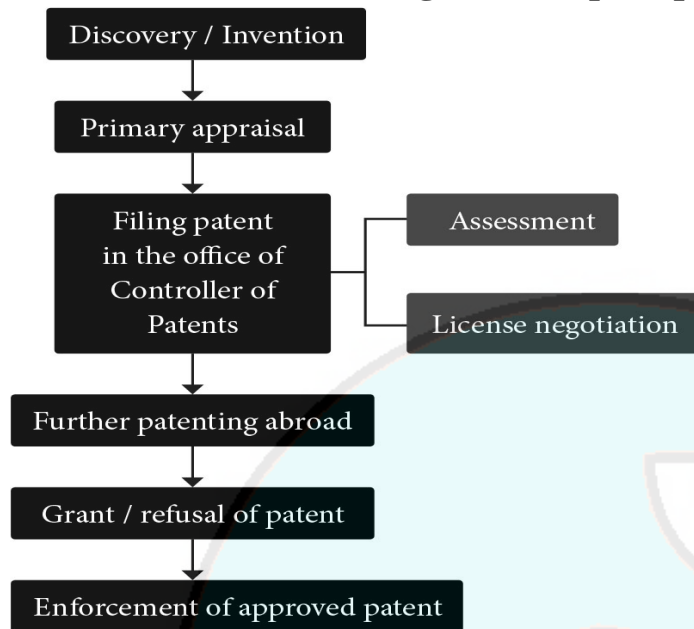 Discovery / Invention
Primary appraisal
Filing patent
in the office of
Controller of
Patents
Assessment
License negotiation
Further patenting abroad
Grant / refusal of patent
Enforcement of approved patent